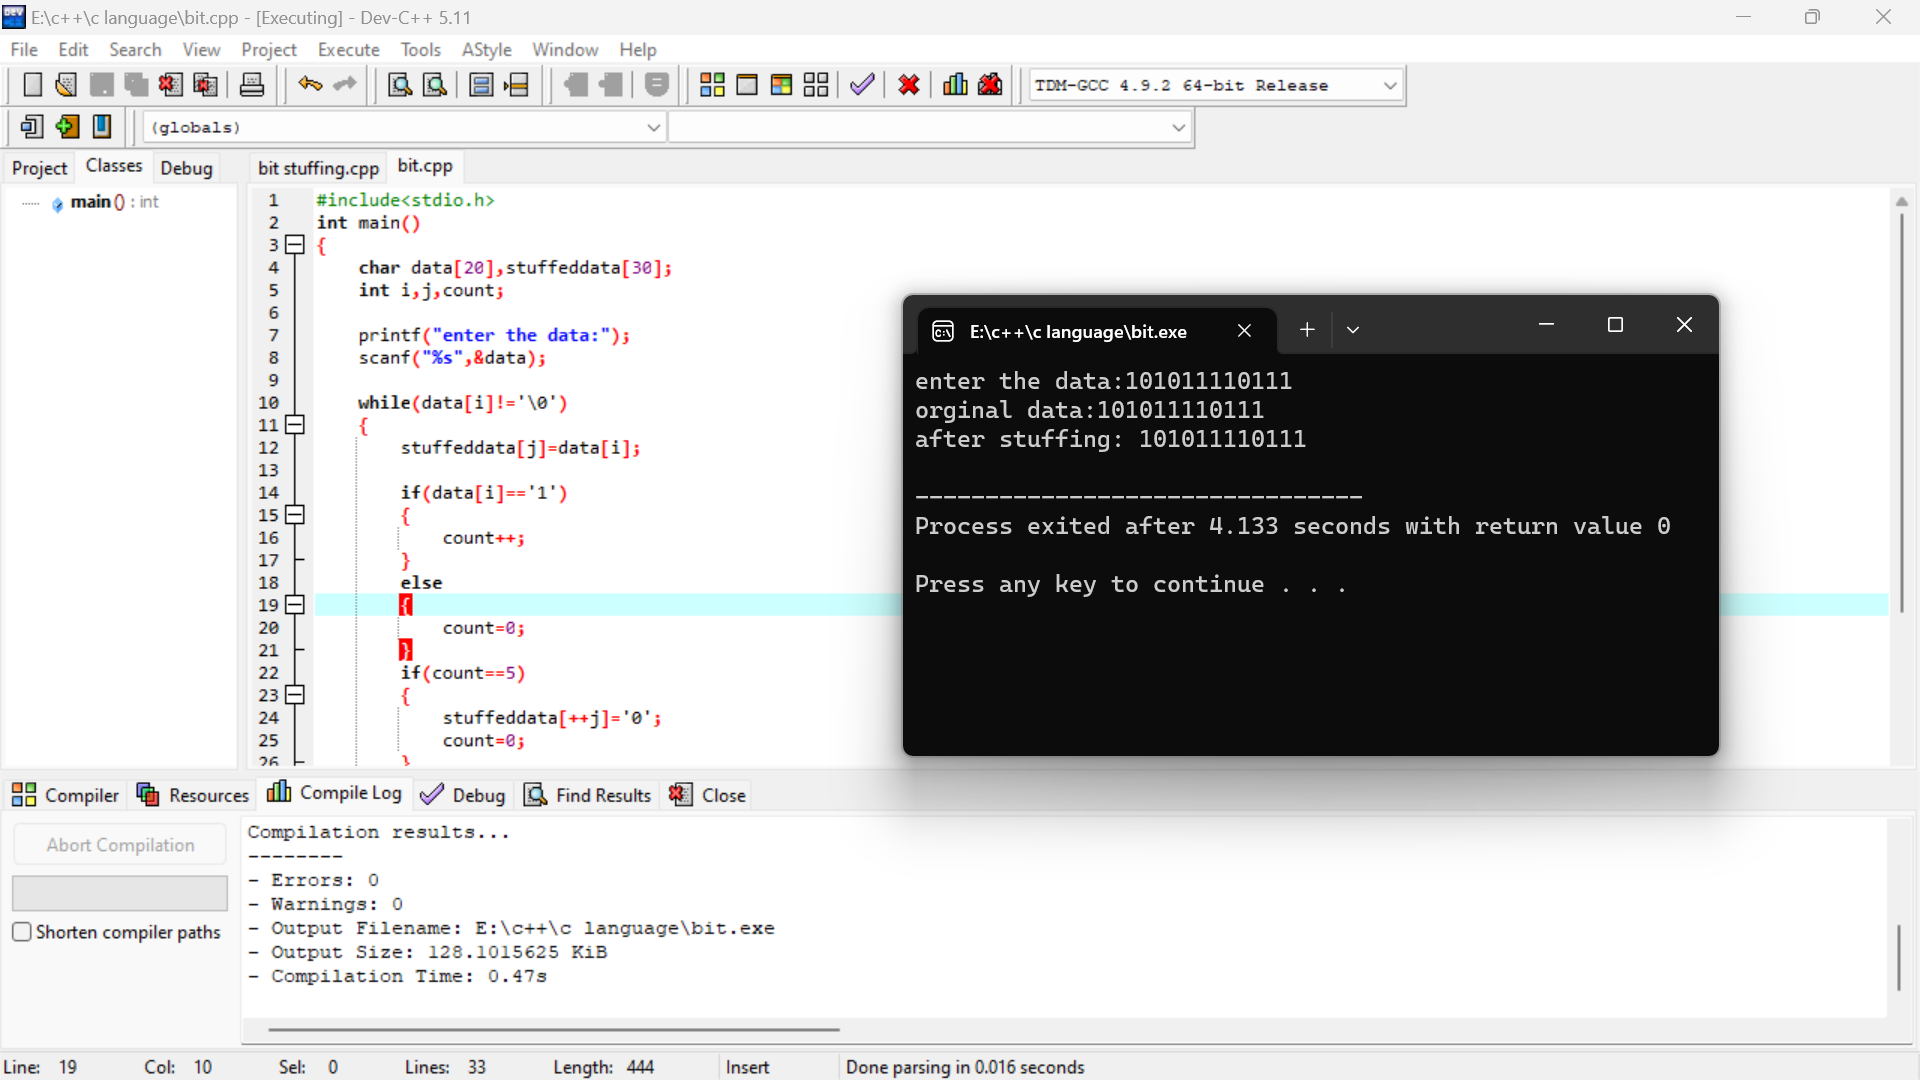 E:\c++\c language\bit.cpp - [Executing] - Dev-C++ 5.11
File Edit Search View Project Execute Tools AStyle Window Help
TDM-GCC 4.9.2 64-bit Release
(globals)
Project Classes Debug
bit stuffing.cpp bit.cpp
main () : int
1 #include<stdio.h>
2 int main()
3 {
4 char data[20],stuffeddata[30];
5 int i,j,count;
6
7 printf("enter the data:");
8 scanf("%s",&data);
9
10 while(data[i]!='\0')
11 {
12 stuffeddata[j]=data[i];
13
14 if(data[i]=='1')
15 {
16 count++;
17 }
18 else
19 {
20 count=0;
21 }
22 if(count==5)
23 {
24 stuffeddata[++j]='0';
25 count=0;
26 }
E:\c++\c language\bit.exe
enter the data:101011110111
orginal data:101011110111
after stuffing: 101011110111
--------------------------------
Process exited after 4.133 seconds with return value 0
Press any key to continue . . .
Compiler Resources Compile Log Debug Find Results Close
Abort Compilation
Shorten compiler paths
Compilation results...
--------
- Errors: 0
- Warnings: 0
- Output Filename: E:\c++\c language\bit.exe
- Output Size: 128.1015625 KiB
- Compilation Time: 0.47s
Line: 19 Col: 10 Sel: 0 Lines: 33 Length: 444 Insert Done parsing in 0.016 seconds